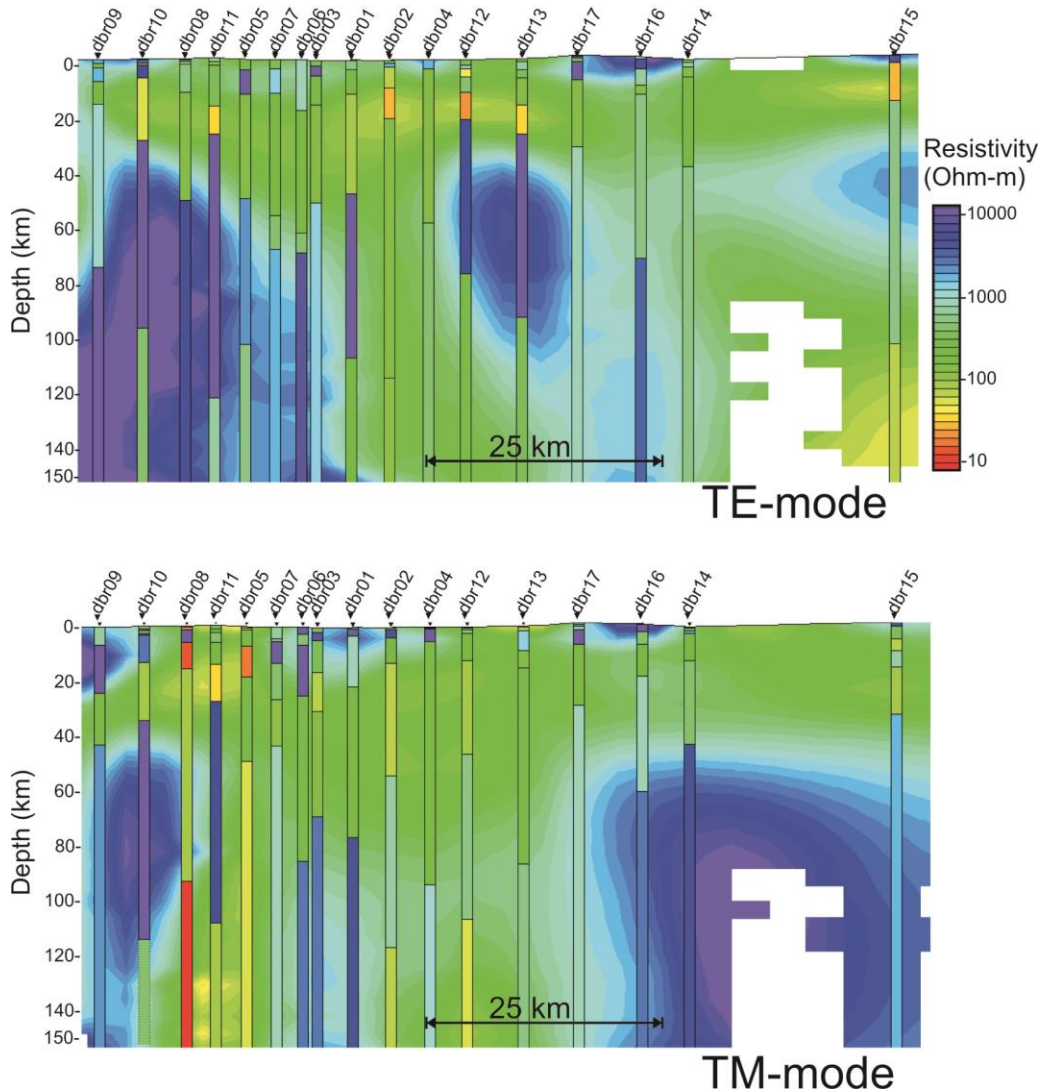 dbr09 dbr10 dbr08 dbr11 dbr05 dbr07 dbr06 dbr03 dbr01 dbr02 dbr04 dbr12 dbr13 dbr17 dbr16 dbr14 dbr15
0
20
40
60
80
100
120
140
150
Depth (km)
25 km
TE-mode
Resistivity
(Ohm-m)
10000
1000
100
10
dbr09 dbr10 dbr08 dbr11 dbr05 dbr07 dbr06 dbr03 dbr01 dbr02 dbr04 dbr12 dbr13 dbr17 dbr16 dbr14 dbr15
0
20
40
60
80
100
120
140
150
Depth (km)
25 km
TM-mode